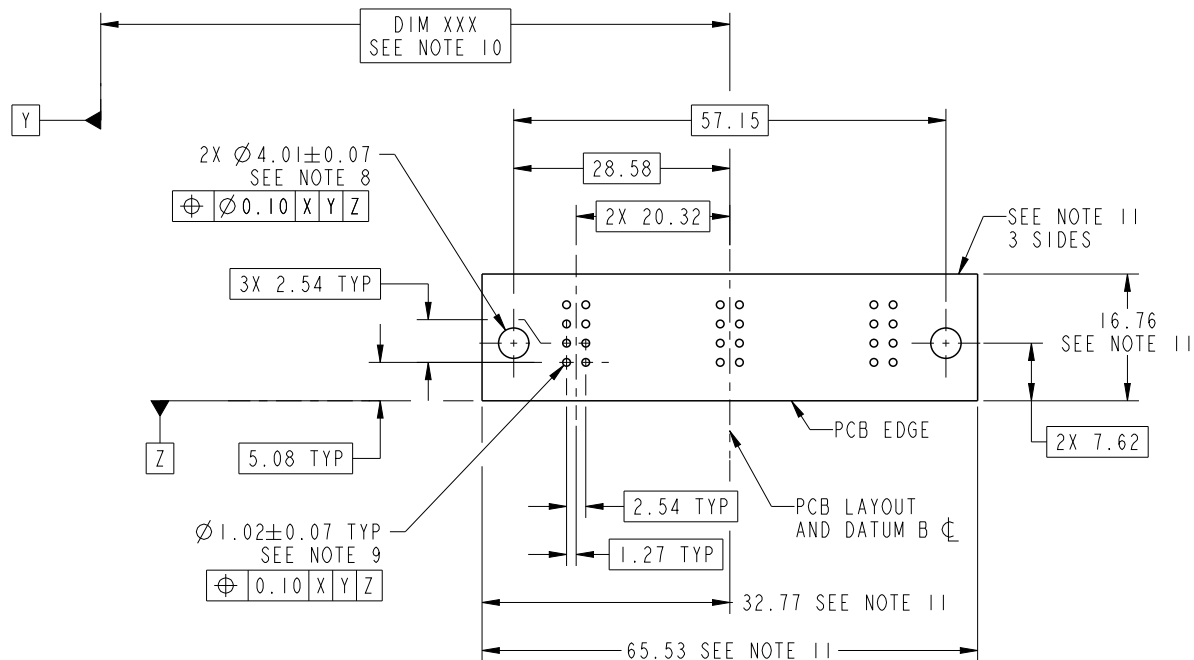 DIM XXX
SEE NOTE 10
Y
57.15
2X Ø4.01±0.07
SEE NOTE 8
⌖ Ø0.10 X Y Z
28.58
2X 20.32
SEE NOTE 11
3 SIDES
3X 2.54 TYP
16.76
SEE NOTE 11
PCB EDGE
2X 7.62
Z
5.08 TYP
2.54 TYP
PCB LAYOUT
AND DATUM B ℄
Ø1.02±0.07 TYP
SEE NOTE 9
⌖ 0.10 X Y Z
1.27 TYP
32.77 SEE NOTE 11
65.53 SEE NOTE 11